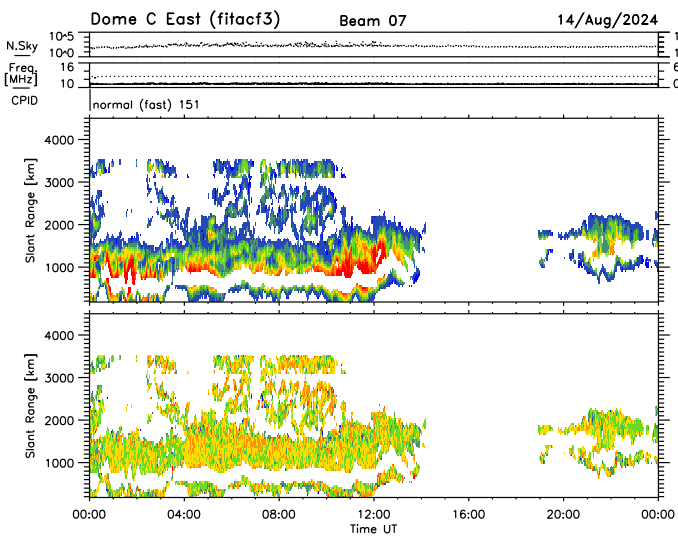 Dome C East (fitacf3) Beam 07 14/Aug/2024
N.Sky 10^5
10^0
Freq. 16 6
[MHz] 10 0
CPID normal (fast) 151
Slant Range [km] 4000 3000 2000 1000
Slant Range [km] 4000 3000 2000 1000
00:00 04:00 08:00 12:00 16:00 20:00 00:00
Time UT